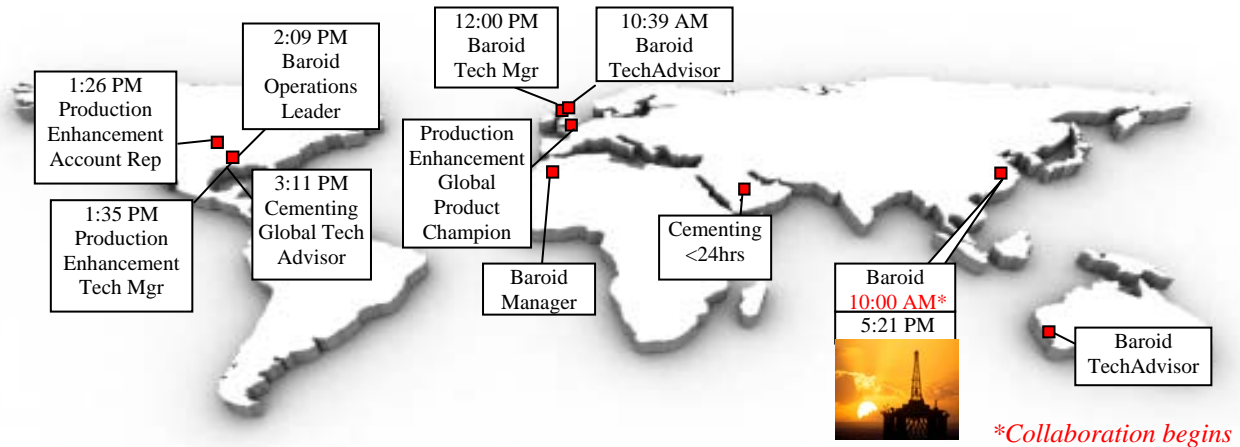 2:09 PM
Baroid
Operations
Leader
12:00 PM
Baroid
Tech Mgr
10:39 AM
Baroid
TechAdvisor
1:26 PM
Production
Enhancement
Account Rep
Production
Enhancement
Global
Product
Champion
3:11 PM
Cementing
Global Tech
Advisor
1:35 PM
Production
Enhancement
Tech Mgr
Cementing
<24hrs
Baroid
Manager
Baroid
10:00 AM*
5:21 PM
Baroid
TechAdvisor
*Collaboration begins